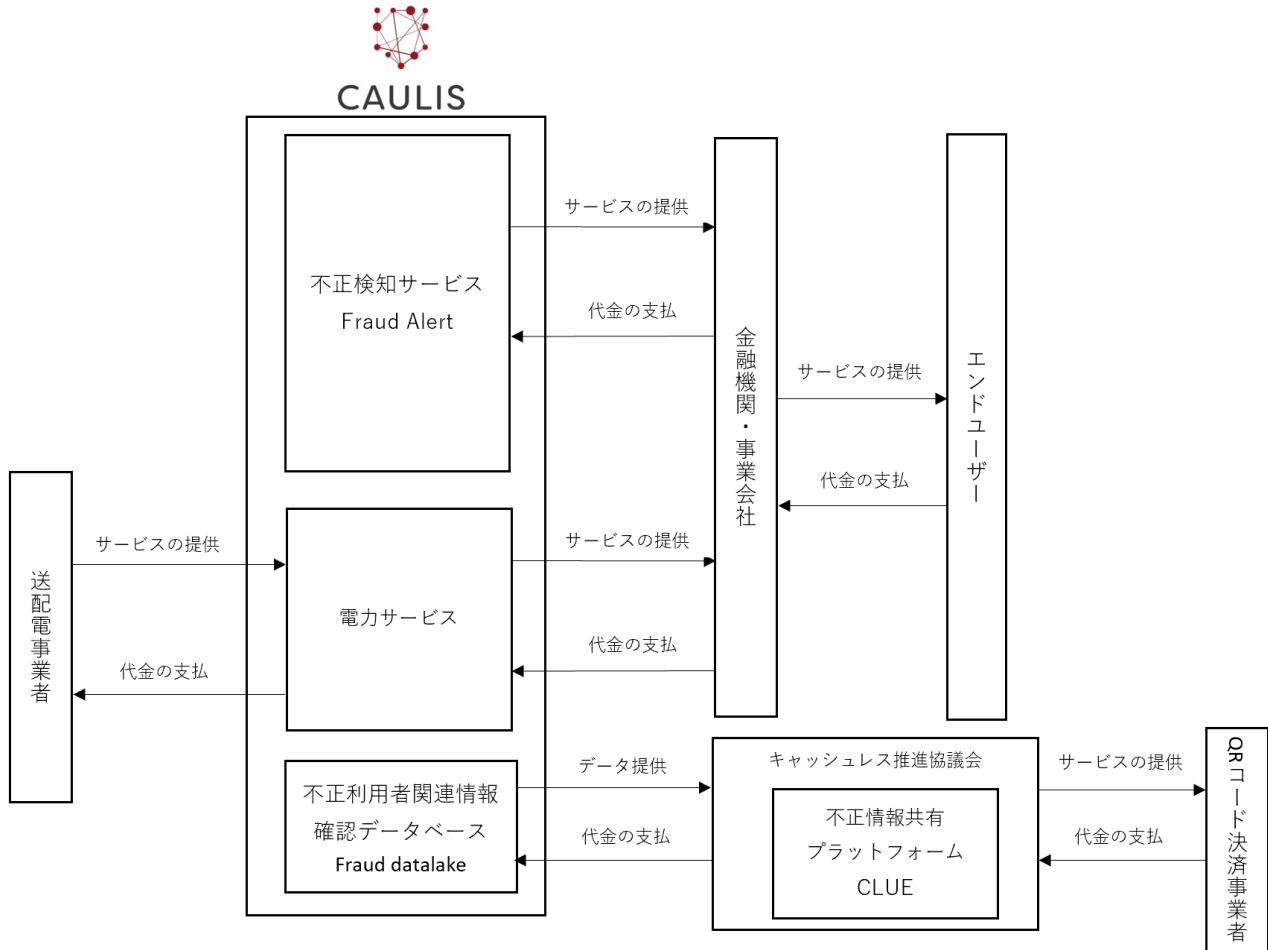 CAULIS
不正検知サービス
Fraud Alert
サービスの提供
代金の支払
金融機関・事業会社
サービスの提供
代金の支払
エンドユーザー
送配電事業者
サービスの提供
代金の支払
電力サービス
サービスの提供
代金の支払
不正利用者関連情報
確認データベース
Fraud datalake
データ提供
代金の支払
キャッシュレス推進協議会
不正情報共有
プラットフォーム
CLUE
サービスの提供
代金の支払
QRコード決済事業者